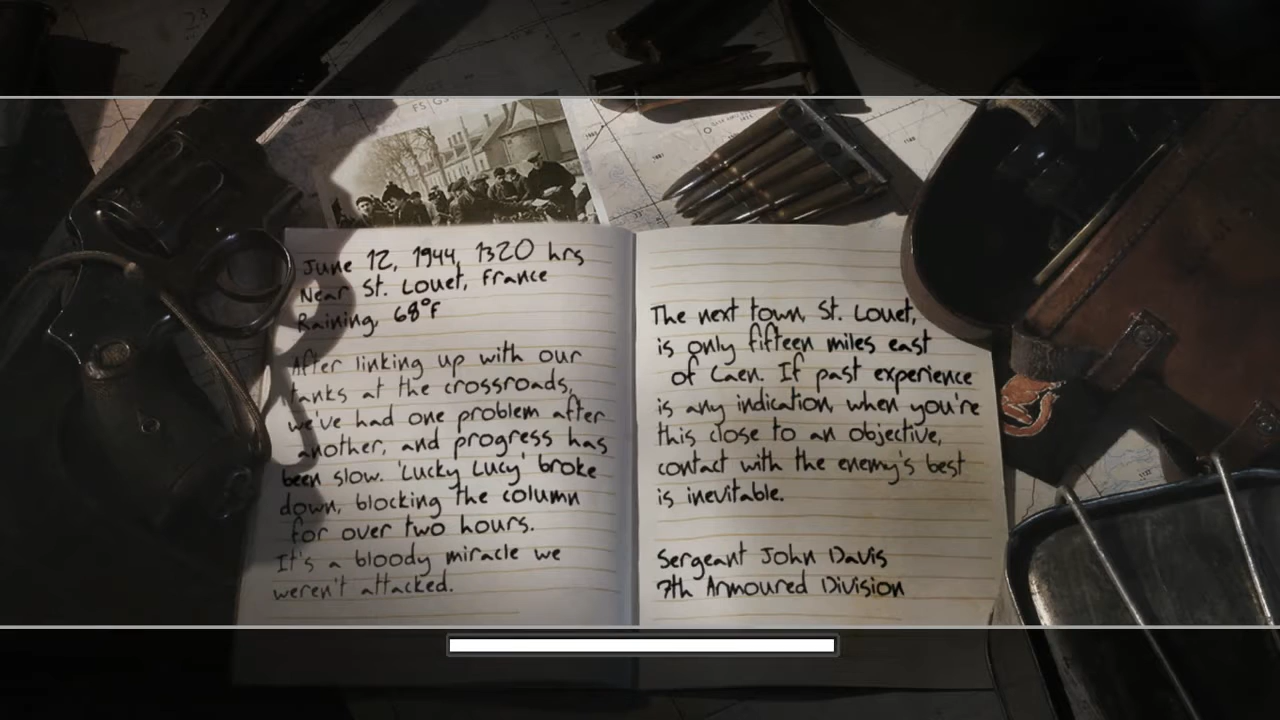 June 12, 1944, 1320 hrs
Near St. Louet, France
Raining, 68°F
After linking up with our
tanks at the crossroads,
we've had one problem after
another, and progress has
been slow. 'Lucky Lucy' broke
down, blocking the column
for over two hours.
It's a bloody miracle we
weren't attacked.
The next town, St. Louet,
is only fifteen miles east
of Caen. If past experience
is any indication, when you're
this close to an objective,
contact with the enemy's best
is inevitable.
Sergeant John Davis
7th Armoured Division